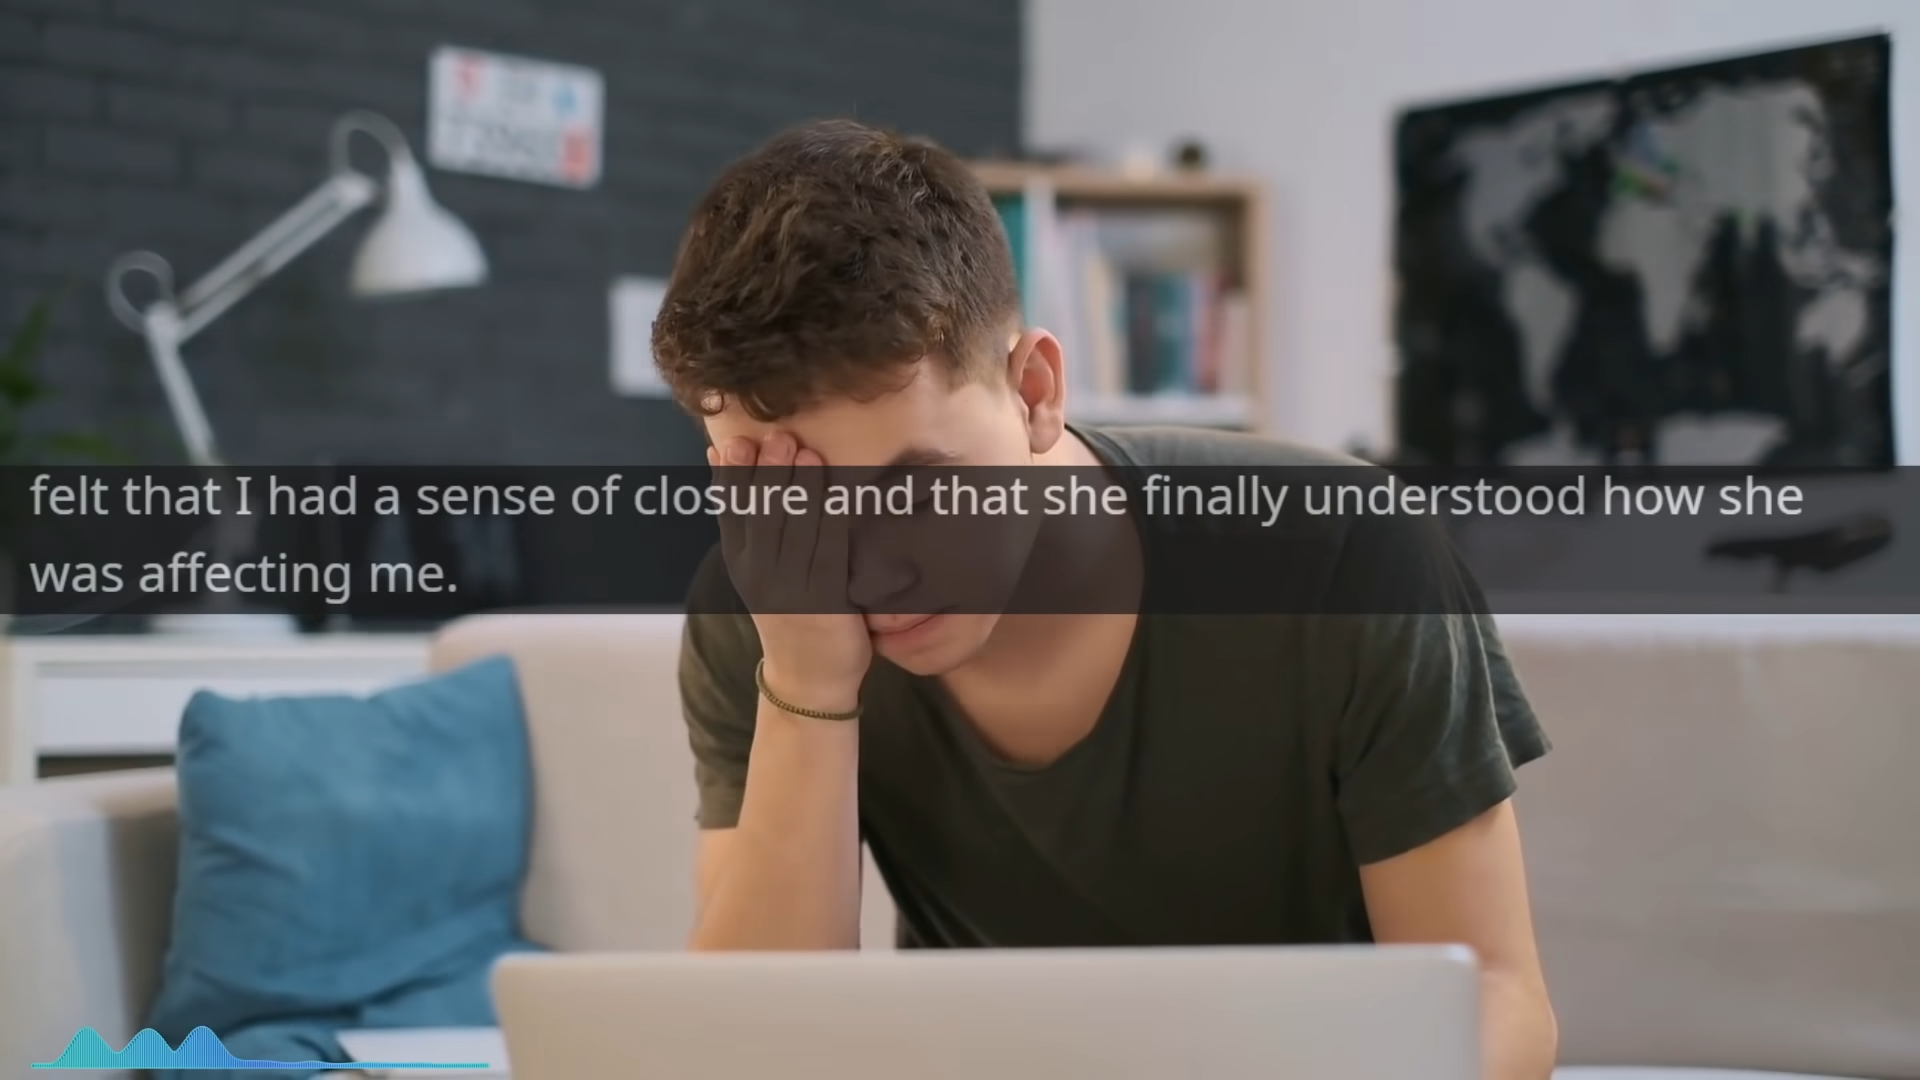 felt that I had a sense of closure and that she finally understood how she
was affecting me.